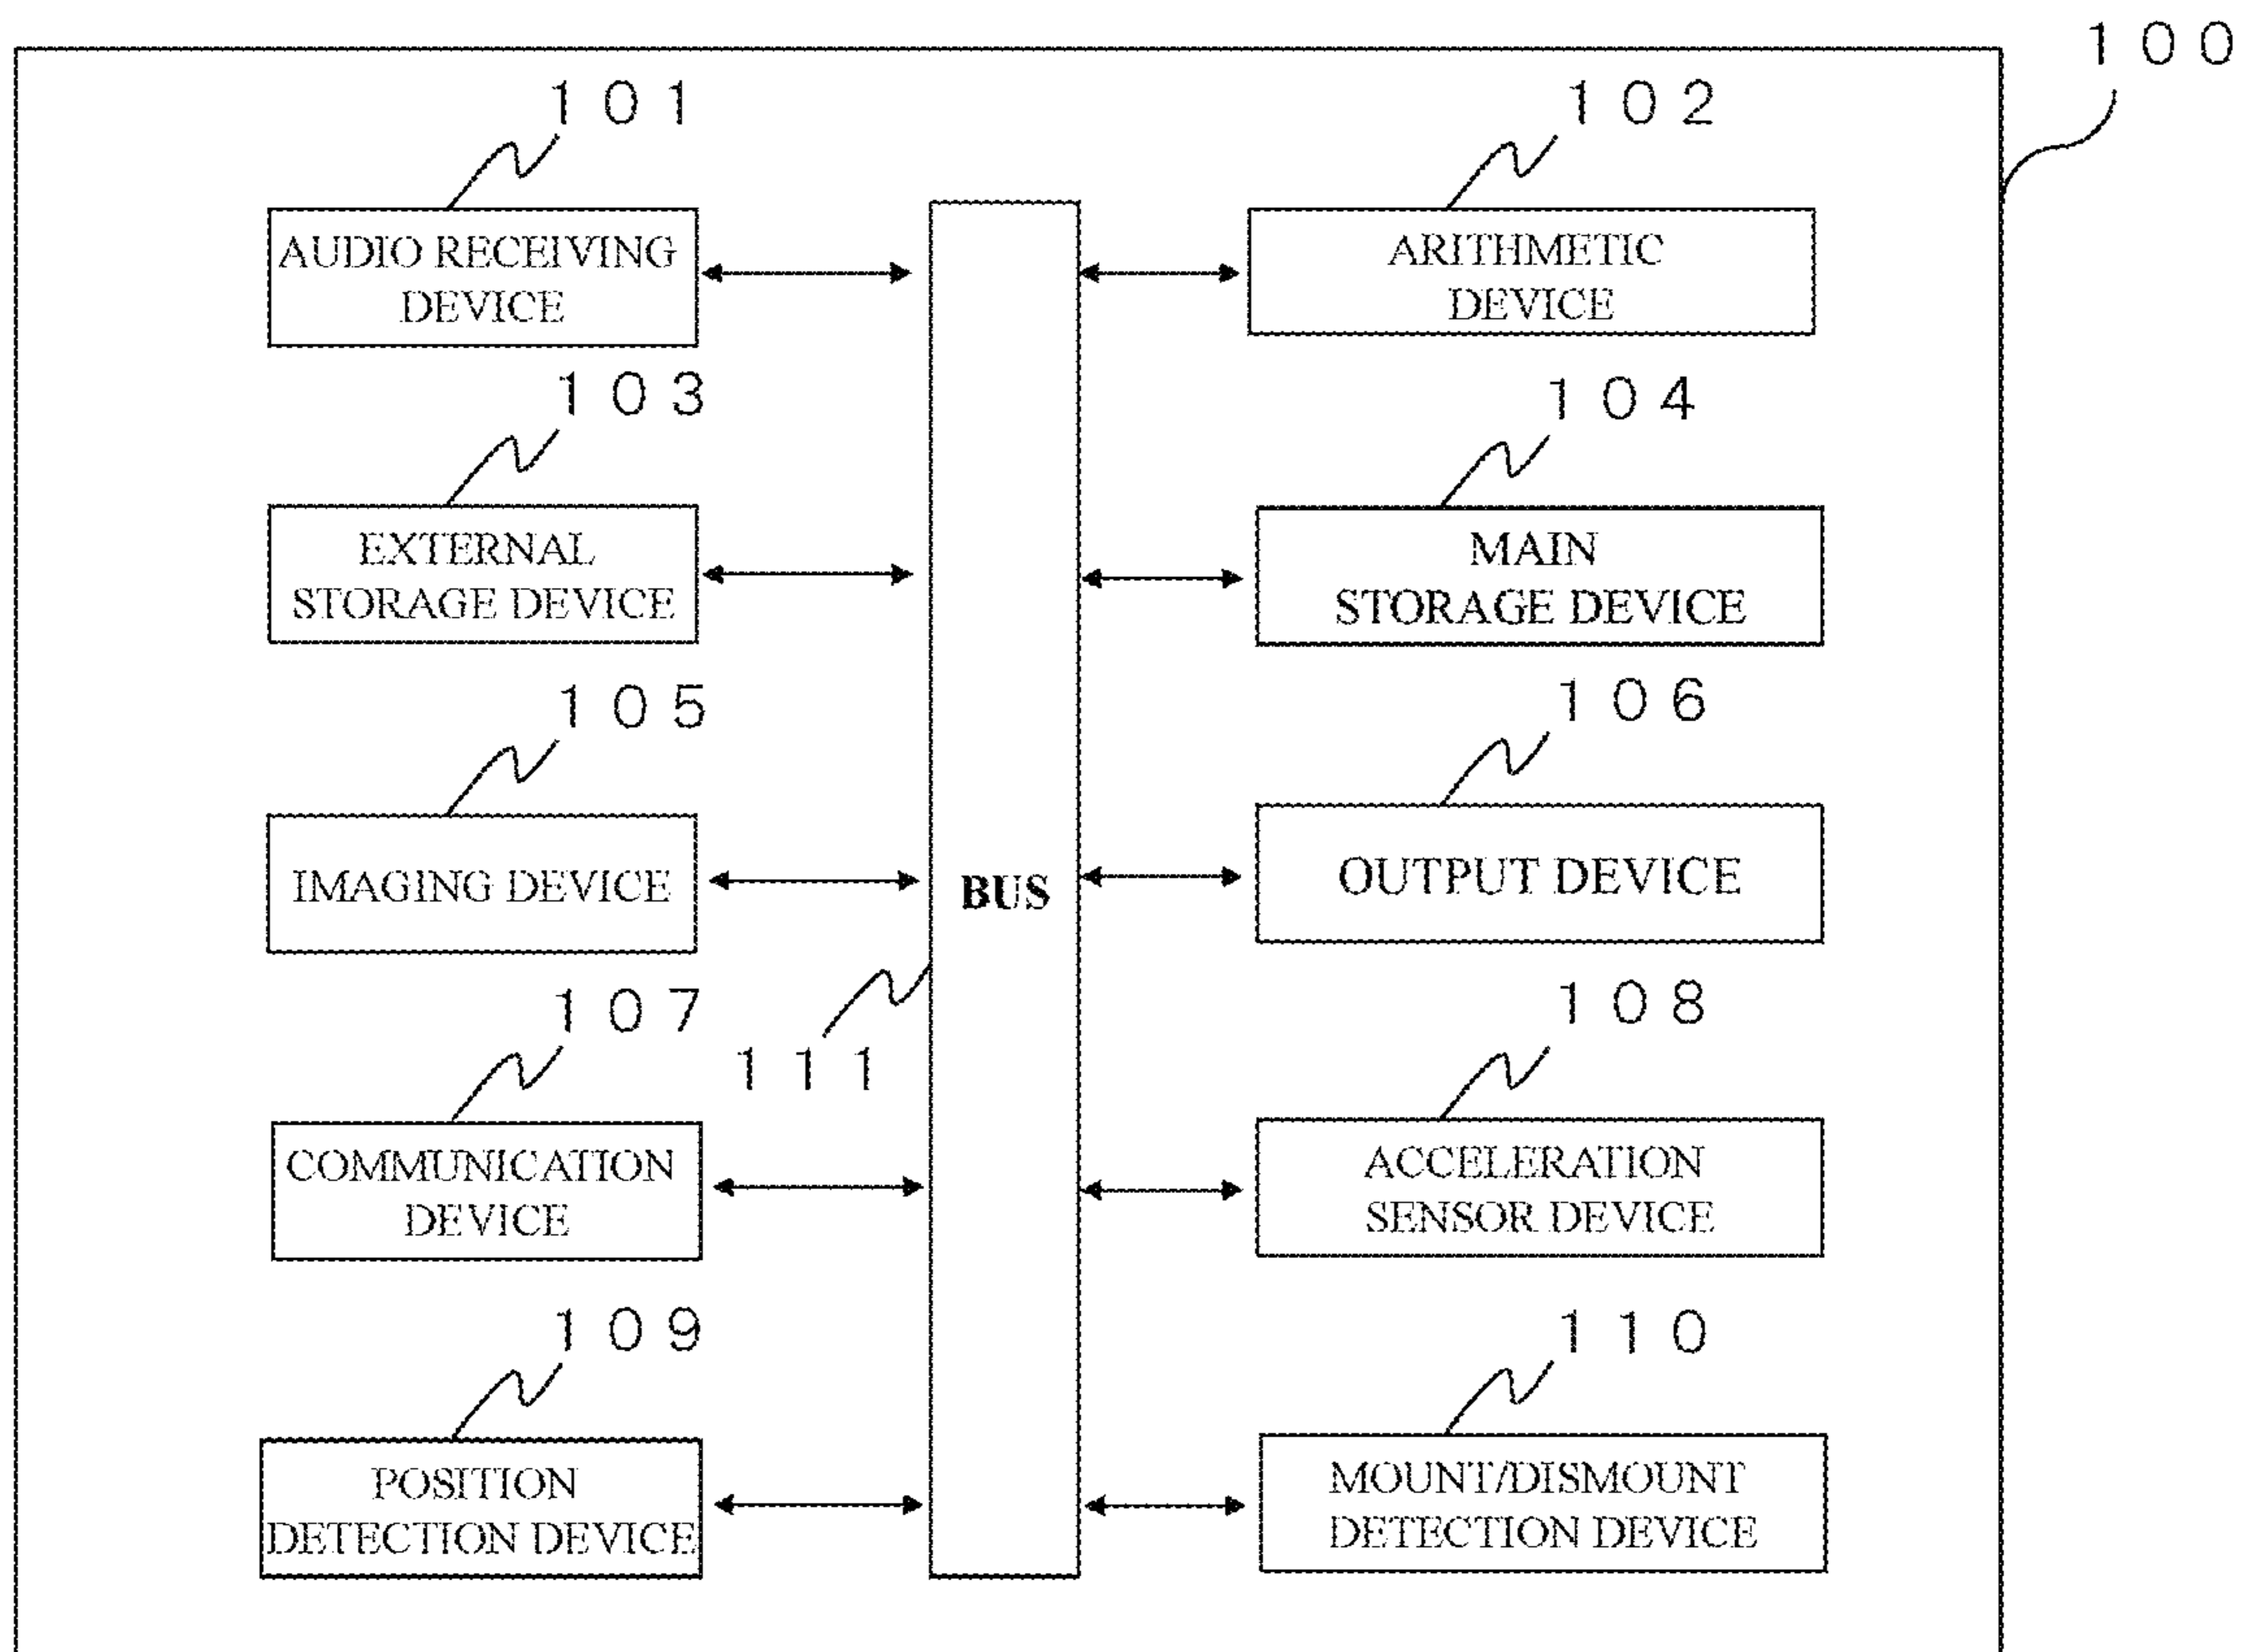 １００
１０１
AUDIO RECEIVING
DEVICE
１０２
ARITHMETIC
DEVICE
１０３
EXTERNAL
STORAGE DEVICE
１０４
MAIN
STORAGE DEVICE
１０５
IMAGING DEVICE
１０６
OUTPUT DEVICE
BUS
１１１
１０７
COMMUNICATION
DEVICE
１０８
ACCELERATION
SENSOR DEVICE
１０９
POSITION
DETECTION DEVICE
１１０
MOUNT/DISMOUNT
DETECTION DEVICE